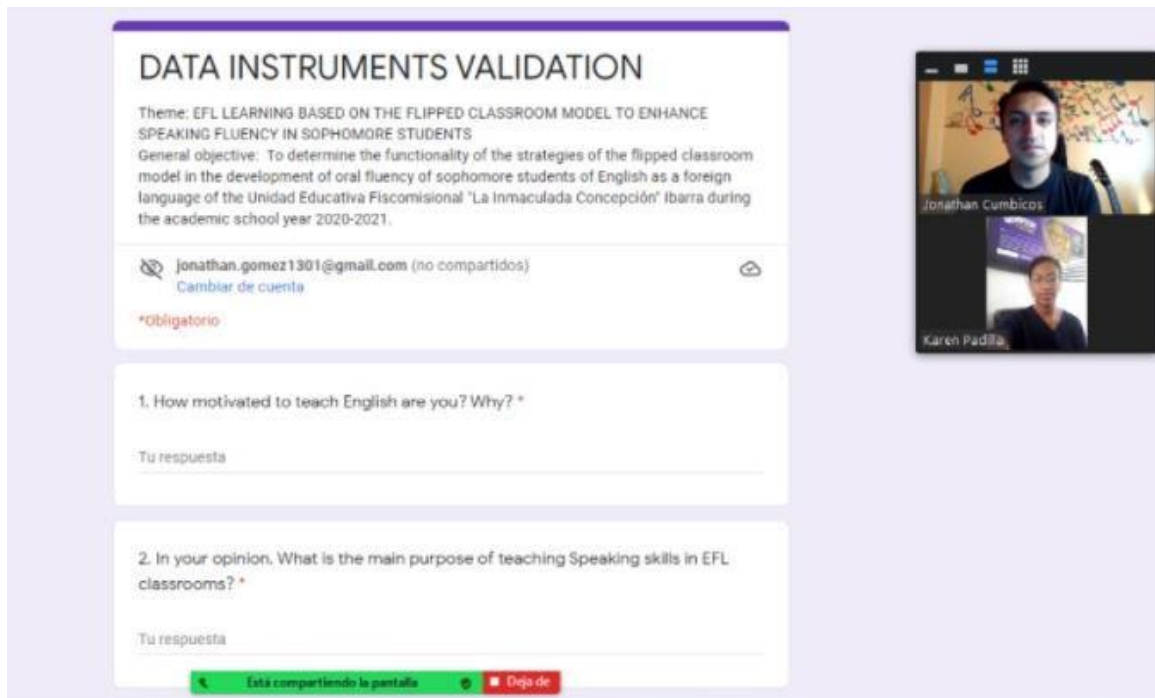 DATA INSTRUMENTS VALIDATION
Theme: EFL LEARNING BASED ON THE FLIPPED CLASSROOM MODEL TO ENHANCE
SPEAKING FLUENCY IN SOPHOMORE STUDENTS
General objective: To determine the functionality of the strategies of the flipped classroom
model in the development of oral fluency of sophomore students of English as a foreign
language of the Unidad Educativa Fiscomisional "La Inmaculada Concepción" Ibarra during
the academic school year 2020-2021.
jonathan.gomez1301@gmail.com (no compartidos)
Cambiar de cuenta
*Obligatorio
1. How motivated to teach English are you? Why? *
Tu respuesta
2. In your opinion. What is the main purpose of teaching Speaking skills in EFL
classrooms? *
Tu respuesta
Está compartiendo la pantalla
Deja de
Jonathan Cumbicos
Karen Padilla